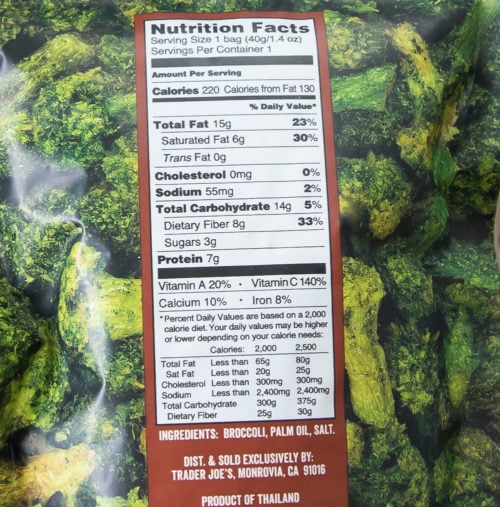 Nutrition Facts
Serving Size 1 bag (40g/1.4 oz)
Servings Per Container 1
Amount Per Serving
Calories 220 Calories from Fat 130
% Daily Value*
Total Fat 15g 23%
Saturated Fat 6g 30%
Trans Fat 0g
Cholesterol 0mg 0%
Sodium 55mg 2%
Total Carbohydrate 14g 5%
Dietary Fiber 8g 33%
Sugars 3g
Protein 7g
Vitamin A 20% • Vitamin C 140%
Calcium 10% • Iron 8%
*Percent Daily Values are based on a 2,000
calorie diet. Your daily values may be higher
or lower depending on your calorie needs:
Calories: 2,000 2,500
Total Fat Less than 65g 80g
Sat Fat Less than 20g 25g
Cholesterol Less than 300mg 300mg
Sodium Less than 2,400mg 2,400mg
Total Carbohydrate 300g 375g
Dietary Fiber 25g 30g
INGREDIENTS: BROCCOLI, PALM OIL, SALT.
DIST. & SOLD EXCLUSIVELY BY:
TRADER JOE'S, MONROVIA, CA 91016
PRODUCT OF THAILAND